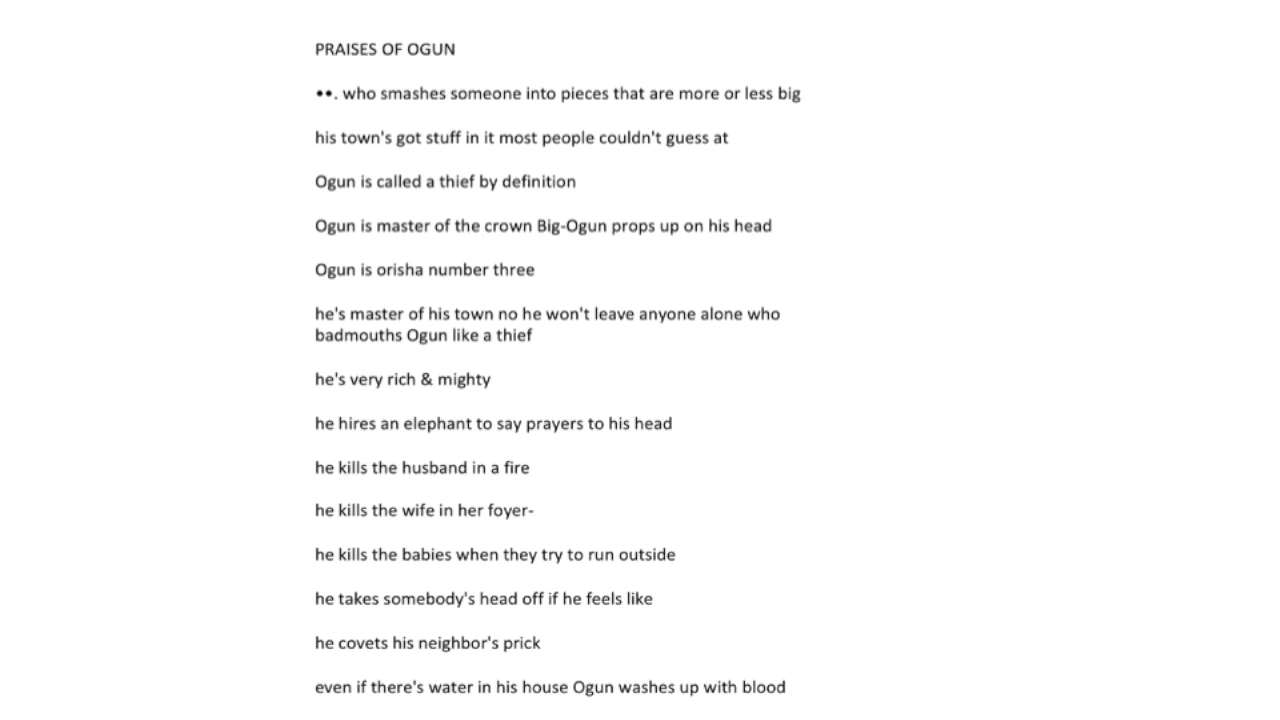 PRAISES OF OGUN
••. who smashes someone into pieces that are more or less big
his town's got stuff in it most people couldn't guess at
Ogun is called a thief by definition
Ogun is master of the crown Big-Ogun props up on his head
Ogun is orisha number three
he's master of his town no he won't leave anyone alone who
badmouths Ogun like a thief
he's very rich & mighty
he hires an elephant to say prayers to his head
he kills the husband in a fire
he kills the wife in her foyer-
he kills the babies when they try to run outside
he takes somebody's head off if he feels like
he covets his neighbor's prick
even if there's water in his house Ogun washes up with blood